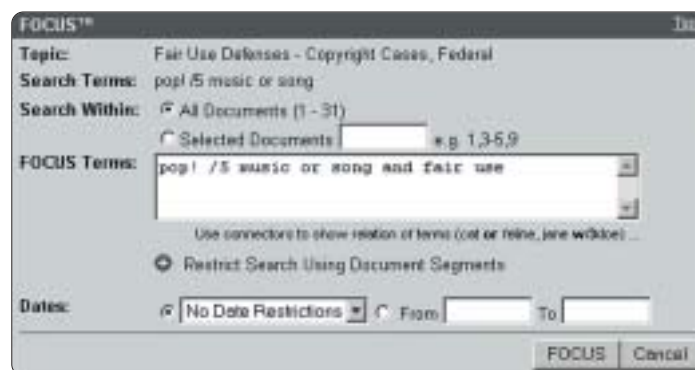 FOCUS™
Topic: Fair Use Defenses - Copyright Cases, Federal
Search Terms: pop! /5 music or song
Search Within: All Documents (1 - 31)
Selected Documents e.g. 1,3-5,9
FOCUS Terms: pop! /5 music or song and fair use
Use connectors to show relation of terms (cat or feline, jane w/3 doe) ...
Restrict Search Using Document Segments
Dates: No Date Restrictions From To
FOCUS Cancel